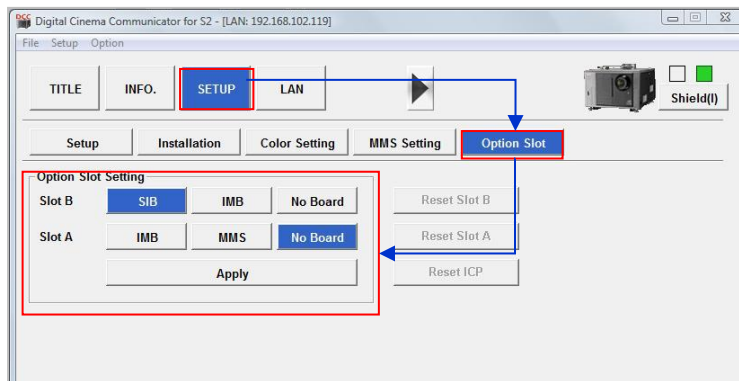 DCC Digital Cinema Communicator for S2 - [LAN: 192.168.102.119]
File Setup Option
TITLE INFO. SETUP LAN Shield(I)
Setup Installation Color Setting MMS Setting Option Slot
Option Slot Setting
Slot B SIB IMB No Board Reset Slot B
Slot A IMB MMS No Board Reset Slot A
Apply Reset ICP